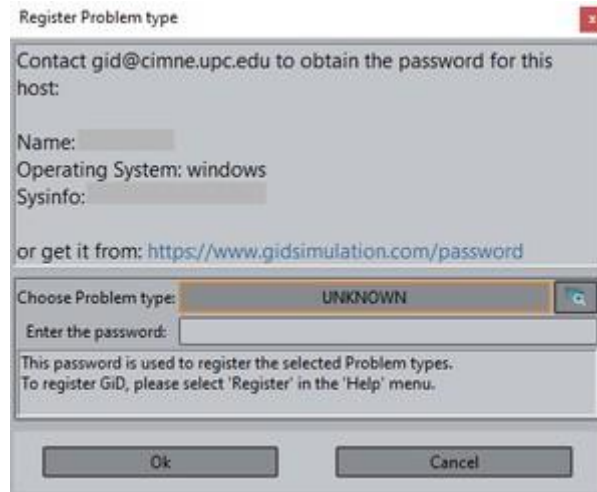 Register Problem type
x
Contact gid@cimne.upc.edu to obtain the password for this
host:
Name:
Operating System: windows
Sysinfo:
or get it from: https://www.gidsimulation.com/password
Choose Problem type: UNKNOWN
Enter the password:
This password is used to register the selected Problem types.
To register GiD, please select 'Register' in the 'Help' menu.
Ok Cancel